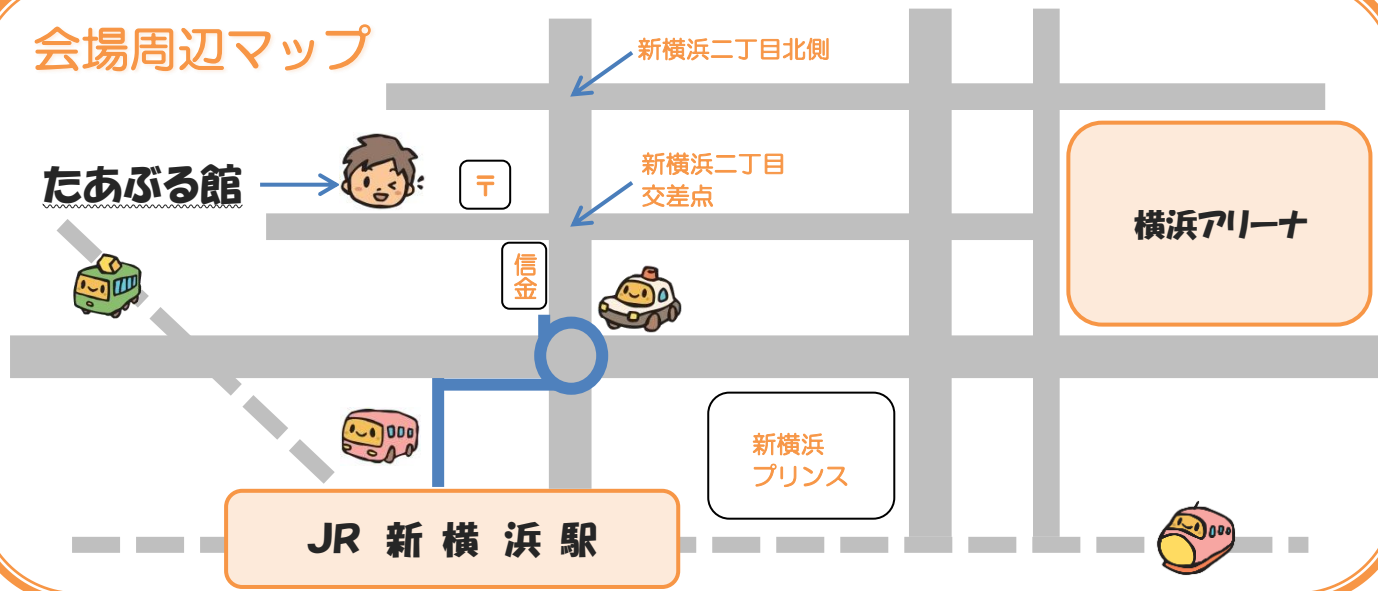 会場周辺マップ
新横浜二丁目北側
たあぶる館
〒
新横浜二丁目
交差点
横浜アリーナ
信
金
新横浜
プリンス
JR 新 横 浜 駅